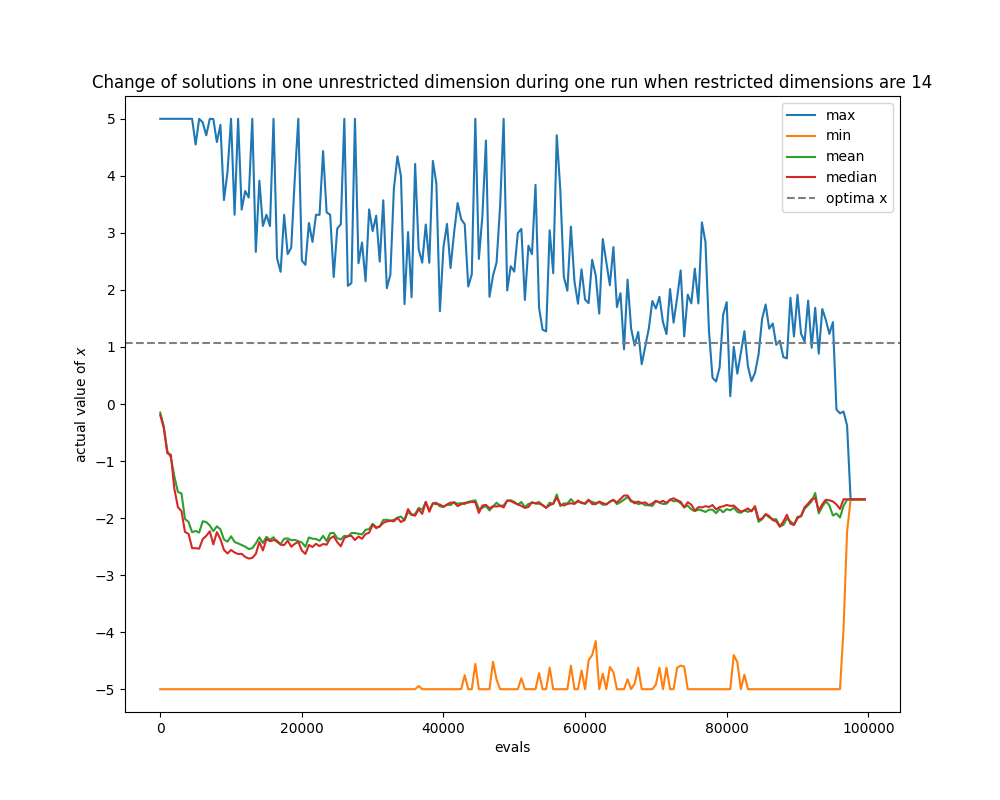 Change of solutions in one unrestricted dimension during one run when restricted dimensions are 14
max
min
mean
median
optima x
actual value of x
5
4
3
2
1
0
−1
−2
−3
−4
−5
0 20000 40000 60000 80000 100000
evals